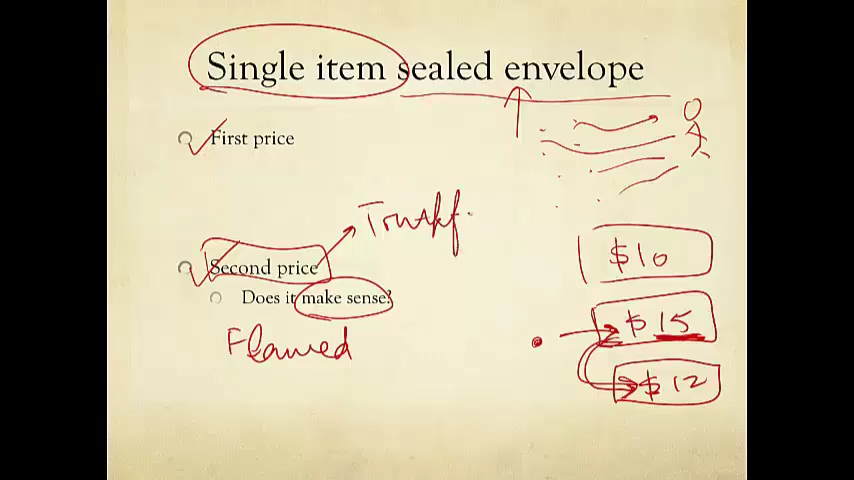 Single item sealed envelope
First price
Truthf.
Second price
Does it make sense?
Flawed
$10
$15
$12